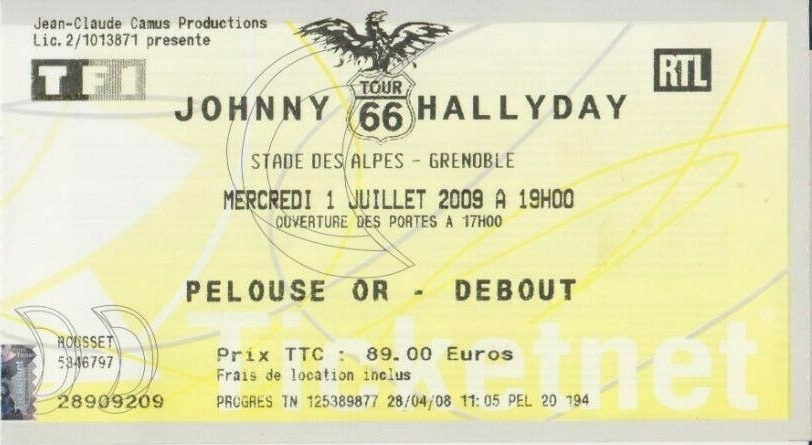 Jean-Claude Camus Productions
Lic. 2/1013871 presente
TF1
RTL
TOUR
66
JOHNNY HALLYDAY
STADE DES ALPES - GRENOBLE
MERCREDI 1 JUILLET 2009 A 19H00
OUVERTURE DES PORTES A 17H00
PELOUSE OR - DEBOUT
ROUSSET
5846797
Prix TTC : 89.00 Euros
Frais de location inclus
28909209
PROGRES TN 125389877 28/04/08 11:05 PEL 20 194
Ticketnet